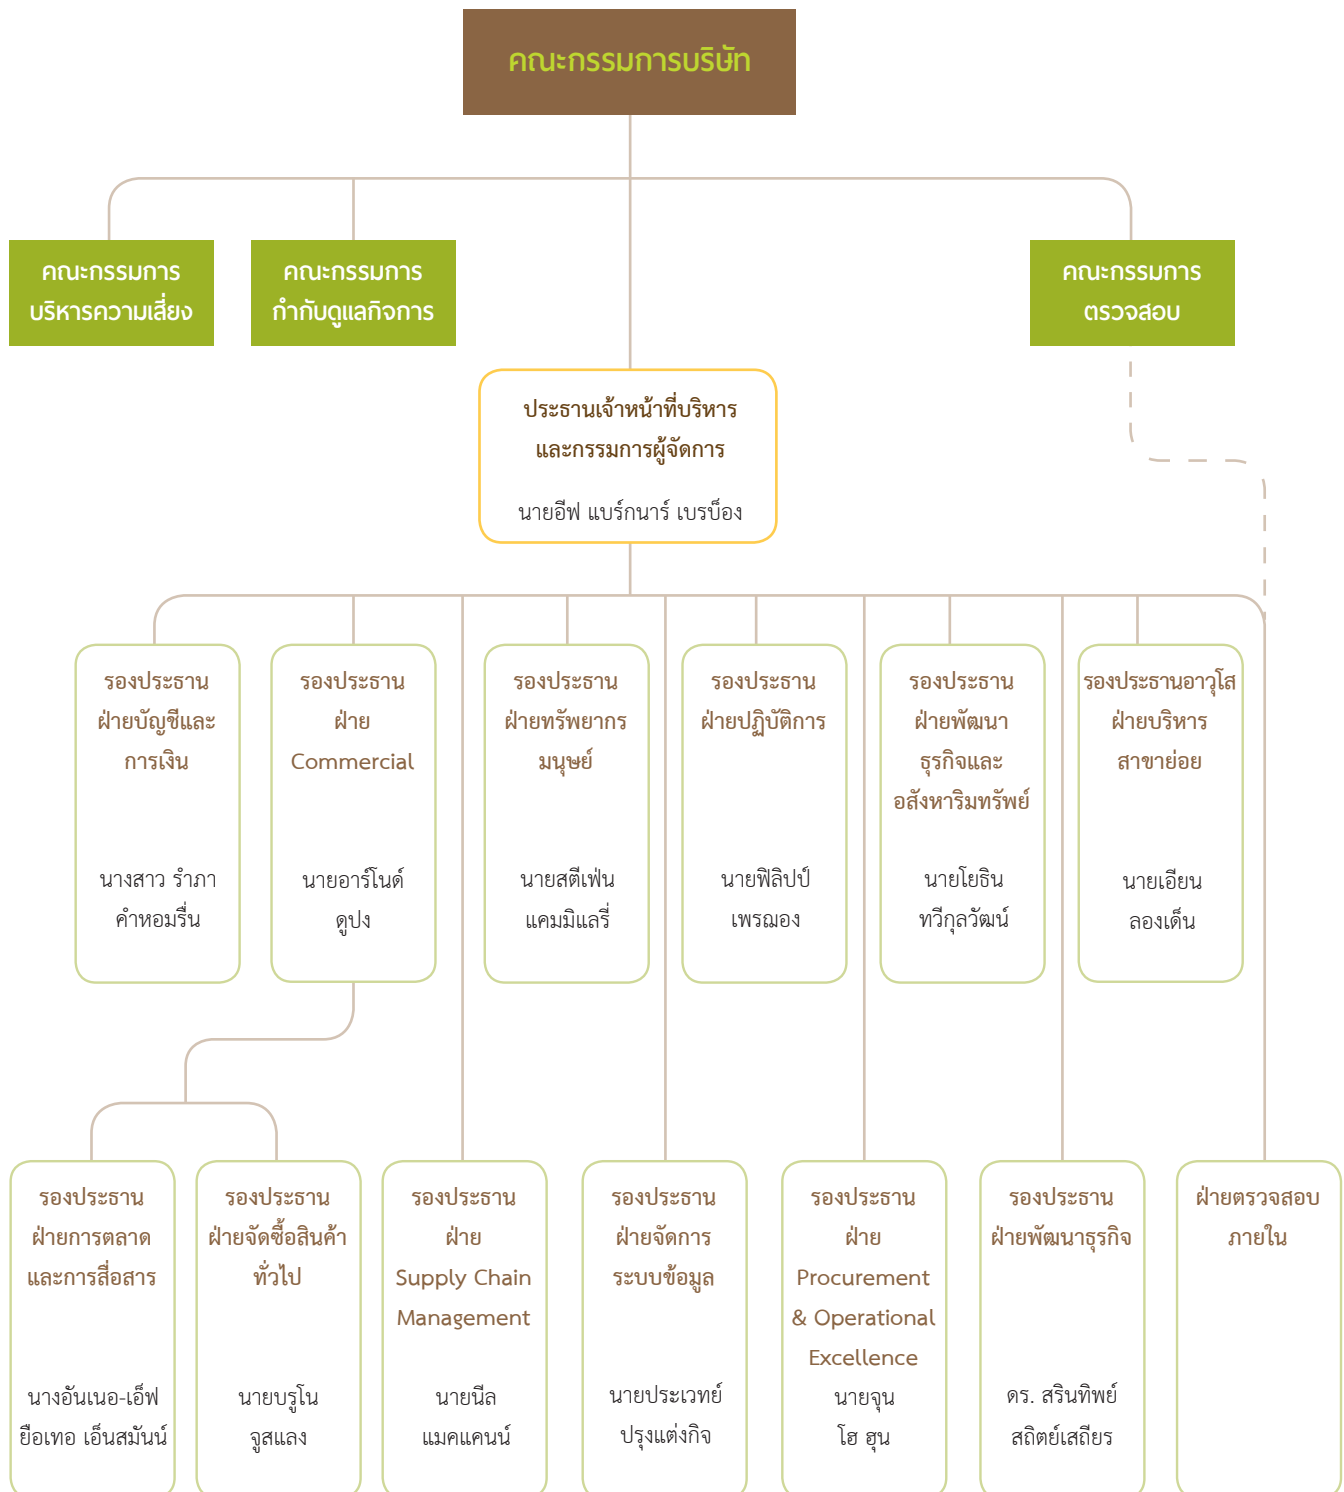 คณะกรรมการบริษัท
คณะกรรมการ
บริหารความเสี่ยง
คณะกรรมการ
กำกับดูแลกิจการ
คณะกรรมการ
ตรวจสอบ
ประธานเจ้าหน้าที่บริหาร
และกรรมการผู้จัดการ
นายอีฟ แบร์กนาร์ เบรบ็อง
รองประธาน
ฝ่ายบัญชีและ
การเงิน
นางสาว รำภา
คำหอมรื่น
รองประธาน
ฝ่าย
Commercial
นายอาร์โนด์
ดูปง
รองประธาน
ฝ่ายทรัพยากร
มนุษย์
นายสตีเฟ่น
แคมมิแลรี่
รองประธาน
ฝ่ายปฏิบัติการ
นายฟิลิปป์
เพรฌอง
รองประธาน
ฝ่ายพัฒนา
ธุรกิจและ
อสังหาริมทรัพย์
นายโยธิน
ทวีกุลวัฒน์
รองประธานอาวุโส
ฝ่ายบริหาร
สาขาย่อย
นายเอียน
ลองเด็น
รองประธาน
ฝ่ายการตลาด
และการสื่อสาร
นางอันเนอ-เอ็ฟ
ยือเทอ เอ็นสมันน์
รองประธาน
ฝ่ายจัดซื้อสินค้า
ทั่วไป
นายบรูโน
จูสแลง
รองประธาน
ฝ่าย
Supply Chain
Management
นายนีล
แมคแคนน์
รองประธาน
ฝ่ายจัดการ
ระบบข้อมูล
นายประเวทย์
ปรุงแต่งกิจ
รองประธาน
ฝ่าย
Procurement
& Operational
Excellence
นายจุน
โฮ ฮุน
รองประธาน
ฝ่ายพัฒนาธุรกิจ
ดร. สรินทิพย์
สถิตย์เสถียร
ฝ่ายตรวจสอบ
ภายใน